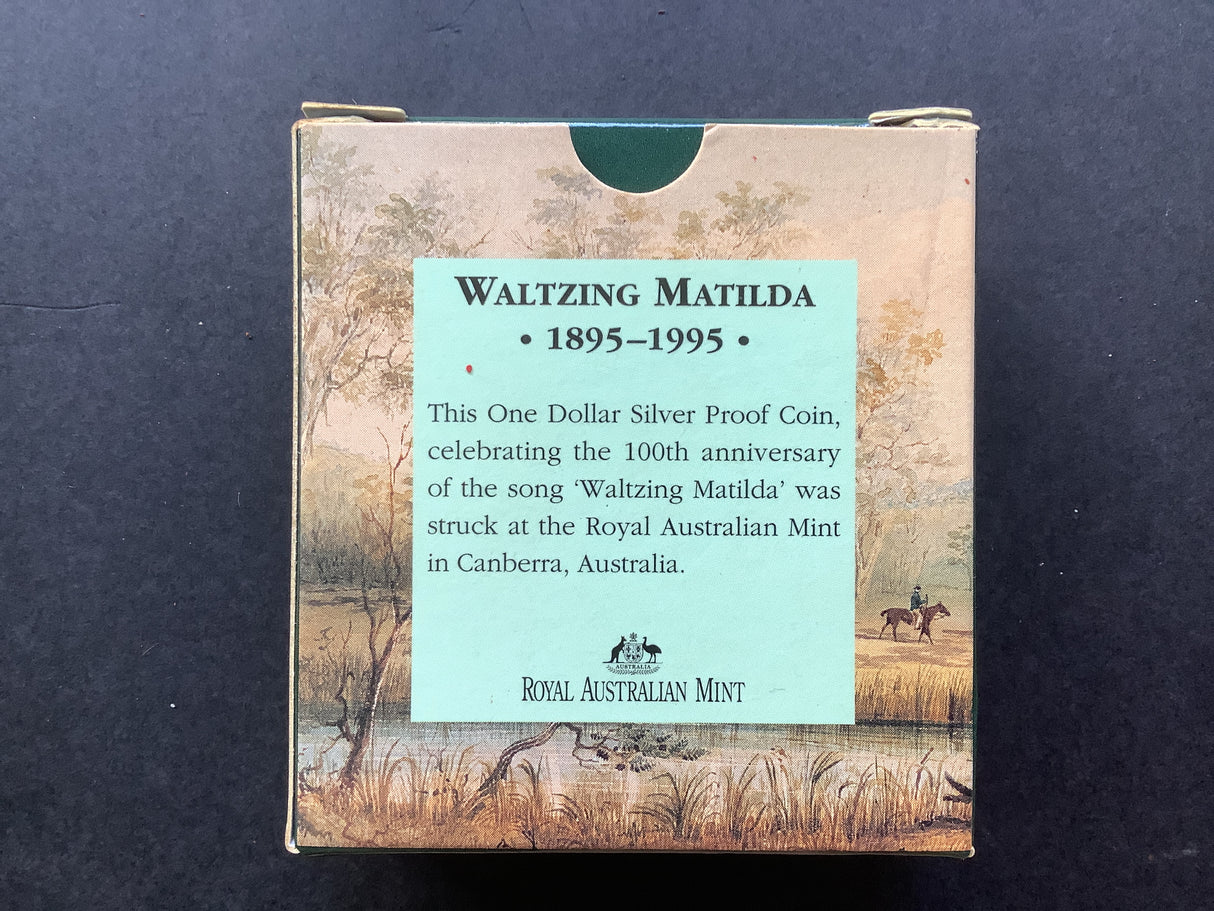 WALTZING MATILDA
• 1895–1995 •
This One Dollar Silver Proof Coin,
celebrating the 100th anniversary
of the song ‘Waltzing Matilda’ was
struck at the Royal Australian Mint
in Canberra, Australia.
AUSTRALIA
ROYAL AUSTRALIAN MINT